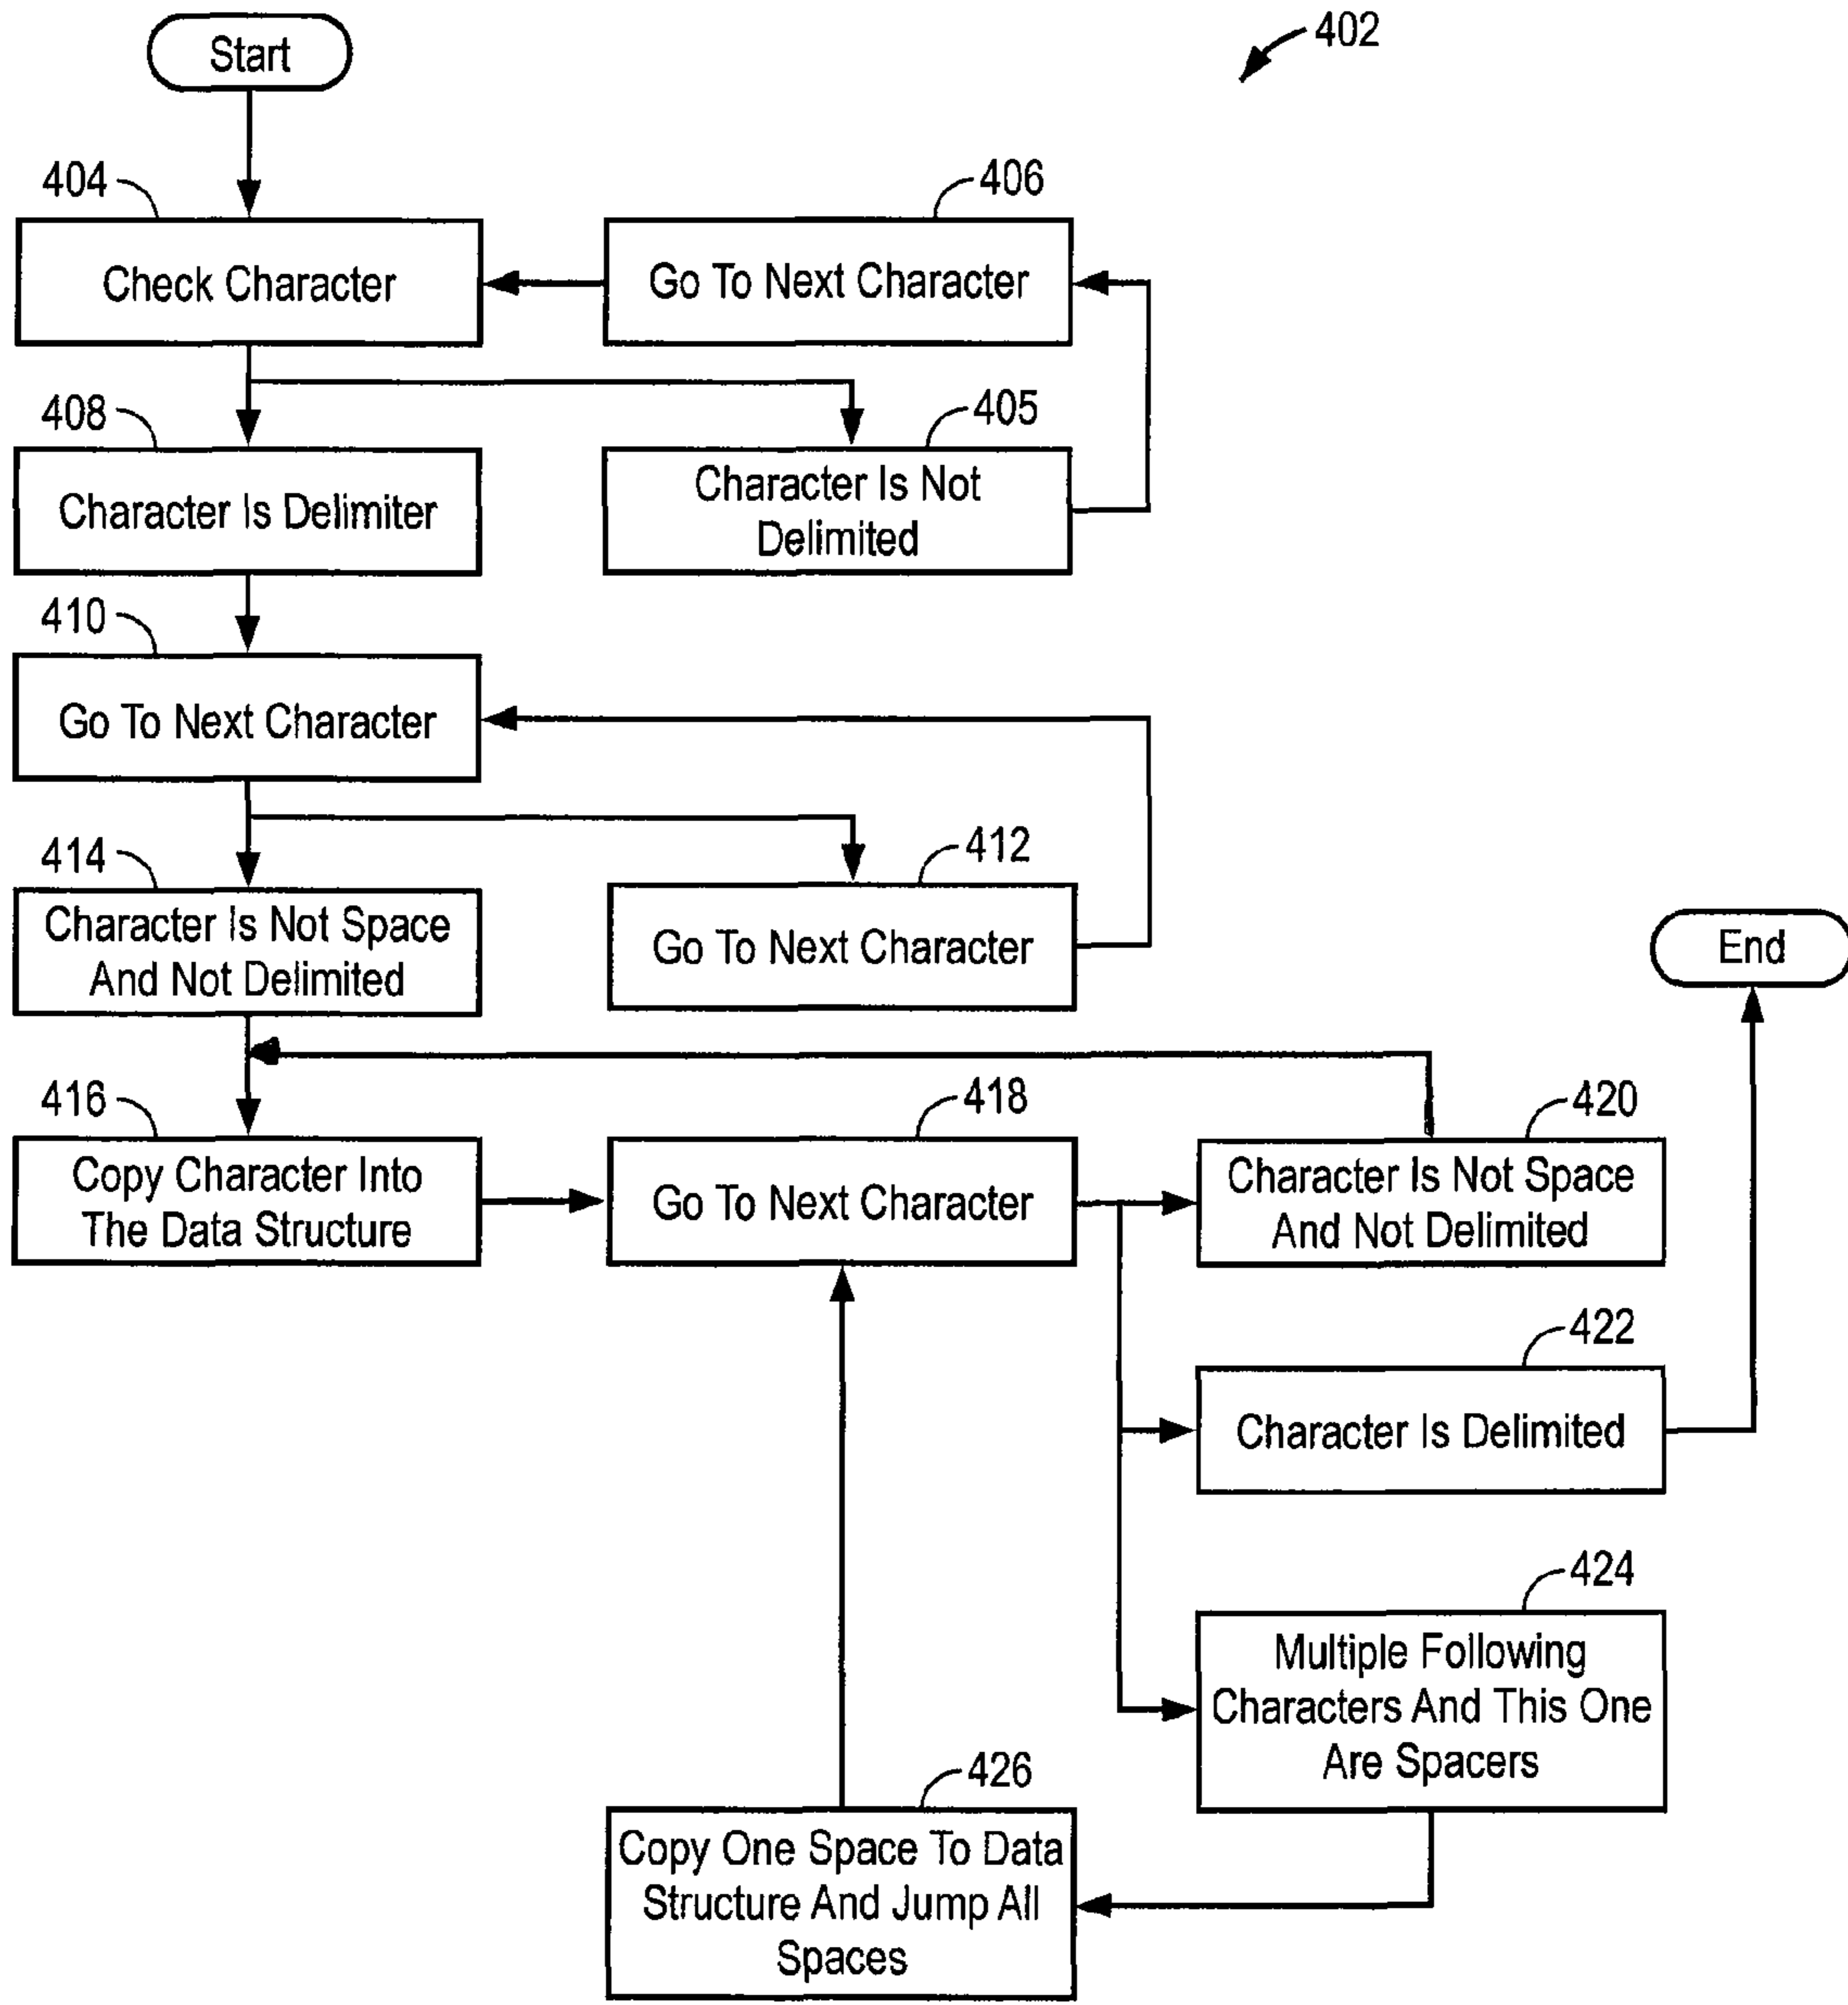 402
Start
404
406
Check Character
Go To Next Character
408
405
Character Is Delimiter
Character Is Not
Delimited
410
Go To Next Character
414
412
Character Is Not Space
And Not Delimited
Go To Next Character
End
416
418
420
Copy Character Into
The Data Structure
Go To Next Character
Character Is Not Space
And Not Delimited
422
Character Is Delimited
424
Multiple Following
Characters And This One
Are Spacers
426
Copy One Space To Data
Structure And Jump All
Spaces